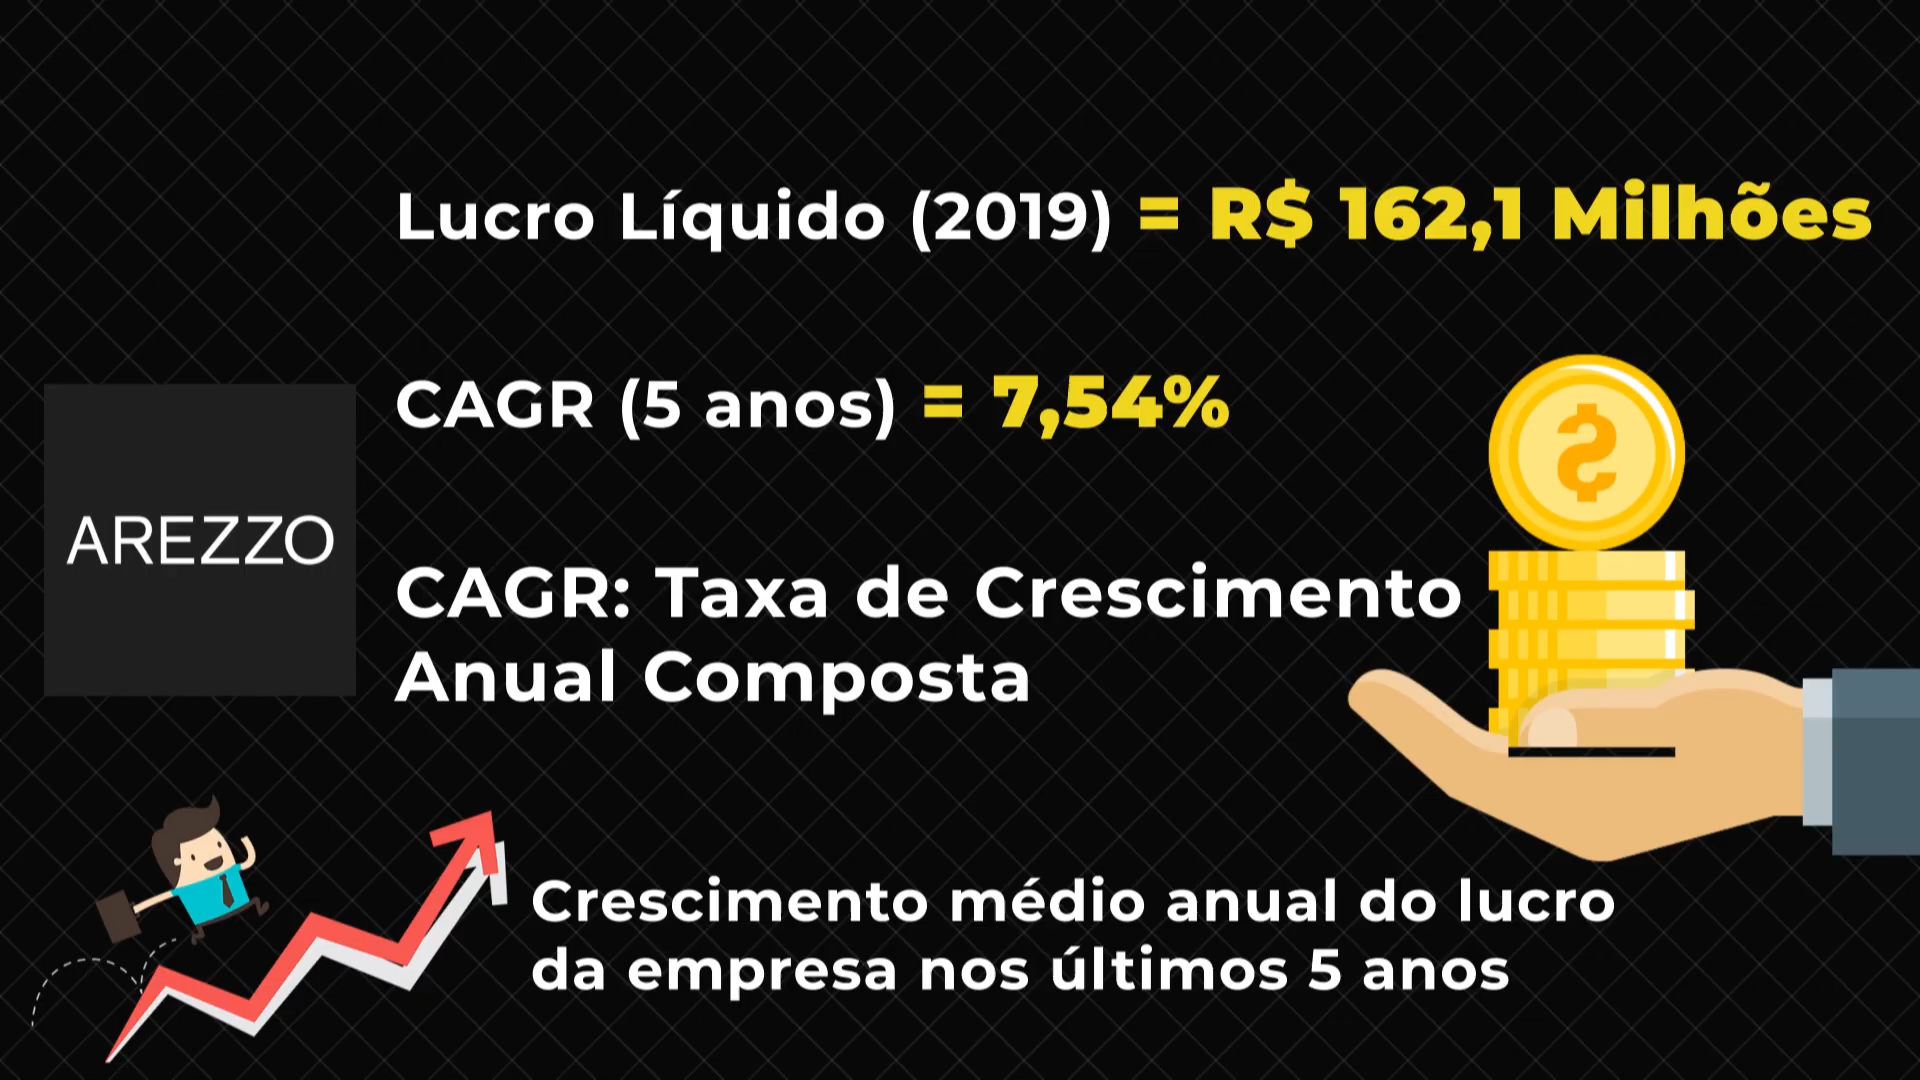 Lucro Líquido (2019) = R$ 162,1 Milhões
CAGR (5 anos) = 7,54%
AREZZO
CAGR: Taxa de Crescimento
Anual Composta
Crescimento médio anual do lucro
da empresa nos últimos 5 anos